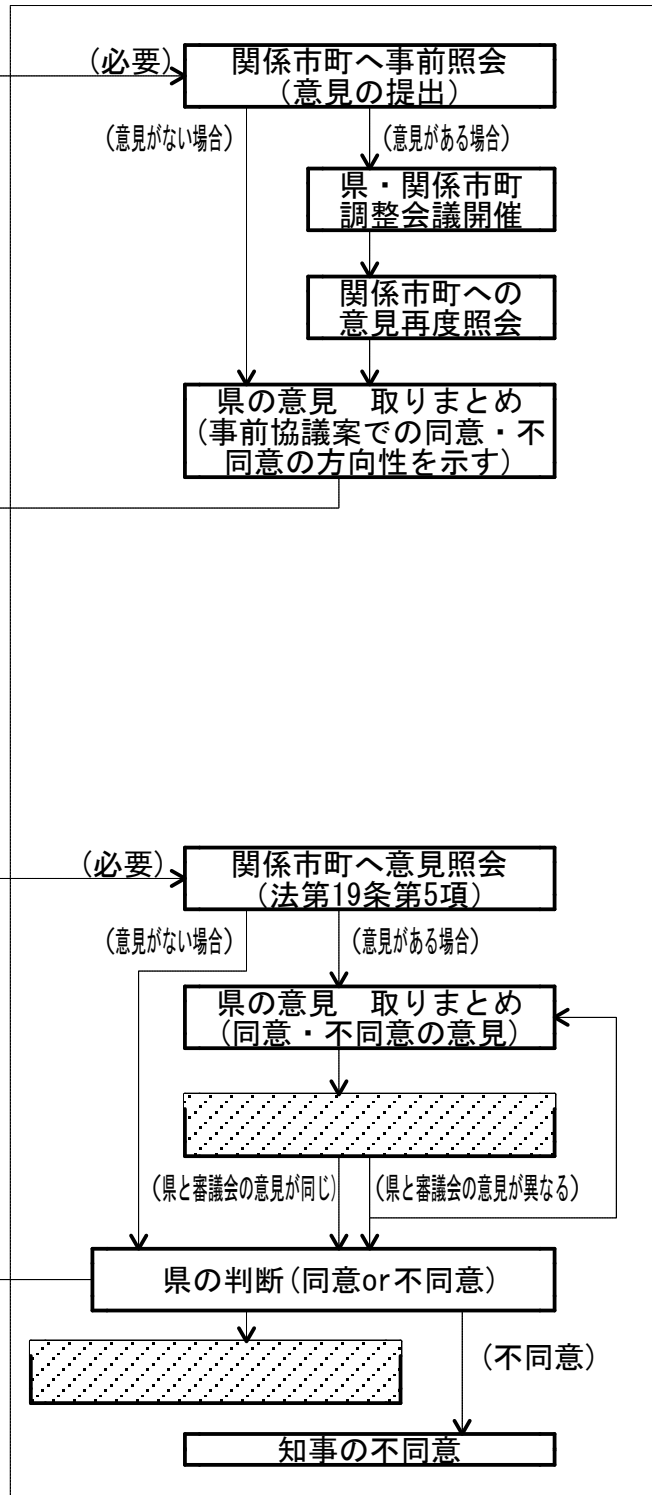 (必要)
関係市町へ事前照会
(意見の提出)
(意見がない場合)
(意見がある場合)
県・関係市町
調整会議開催
関係市町への
意見再度照会
県の意見　取りまとめ
(事前協議案での同意・不
同意の方向性を示す)
(必要)
関係市町へ意見照会
(法第19条第5項)
(意見がない場合)
(意見がある場合)
県の意見　取りまとめ
(同意・不同意の意見)
(県と審議会の意見が同じ)
(県と審議会の意見が異なる)
県の判断(同意or不同意)
(不同意)
知事の不同意